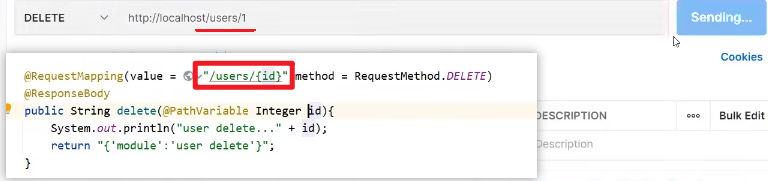 DELETE http://localhost/users/1 Sending...
Cookies
@RequestMapping(value = "/users/{id}" method = RequestMethod.DELETE)
@ResponseBody
public String delete(@PathVariable Integer id){
System.out.println("user delete..." + id);
return "{'module':'user delete'}";
}
DESCRIPTION ooo Bulk Edit
Description